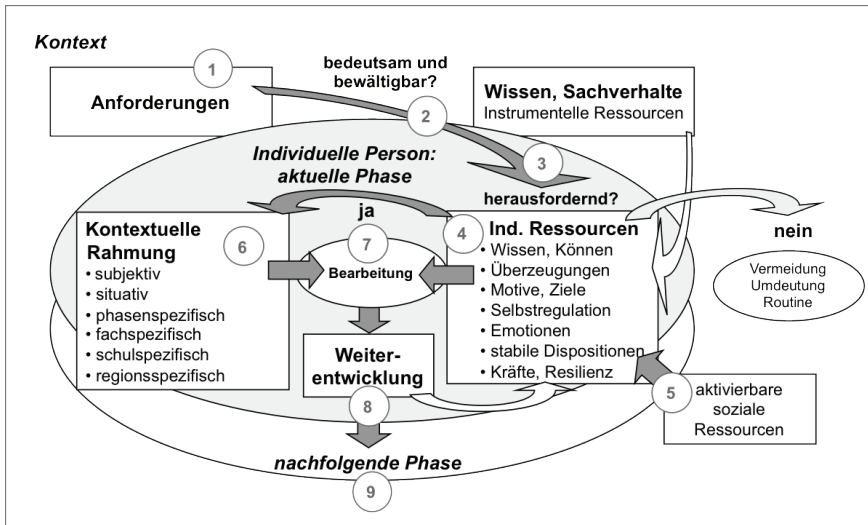 Kontext
1
Anforderungen
bedeutsam und
bewältigbar?
2
Wissen, Sachverhalte
Instrumentelle Ressourcen
Individuelle Person:
aktuelle Phase
3
herausfordernd?
ja
nein
Vermeidung
Umdeutung
Routine
Kontextuelle
Rahmung
6
• subjektiv
• situativ
• phasenspezifisch
• fachspezifisch
• schulspezifisch
• regionsspezifisch
7
Bearbeitung
4
Ind. Ressourcen
• Wissen, Können
• Überzeugungen
• Motive, Ziele
• Selbstregulation
• Emotionen
• stabile Dispositionen
• Kräfte, Resilienz
Weiter-
entwicklung
8
5
aktivierbare
soziale
Ressourcen
nachfolgende Phase
9